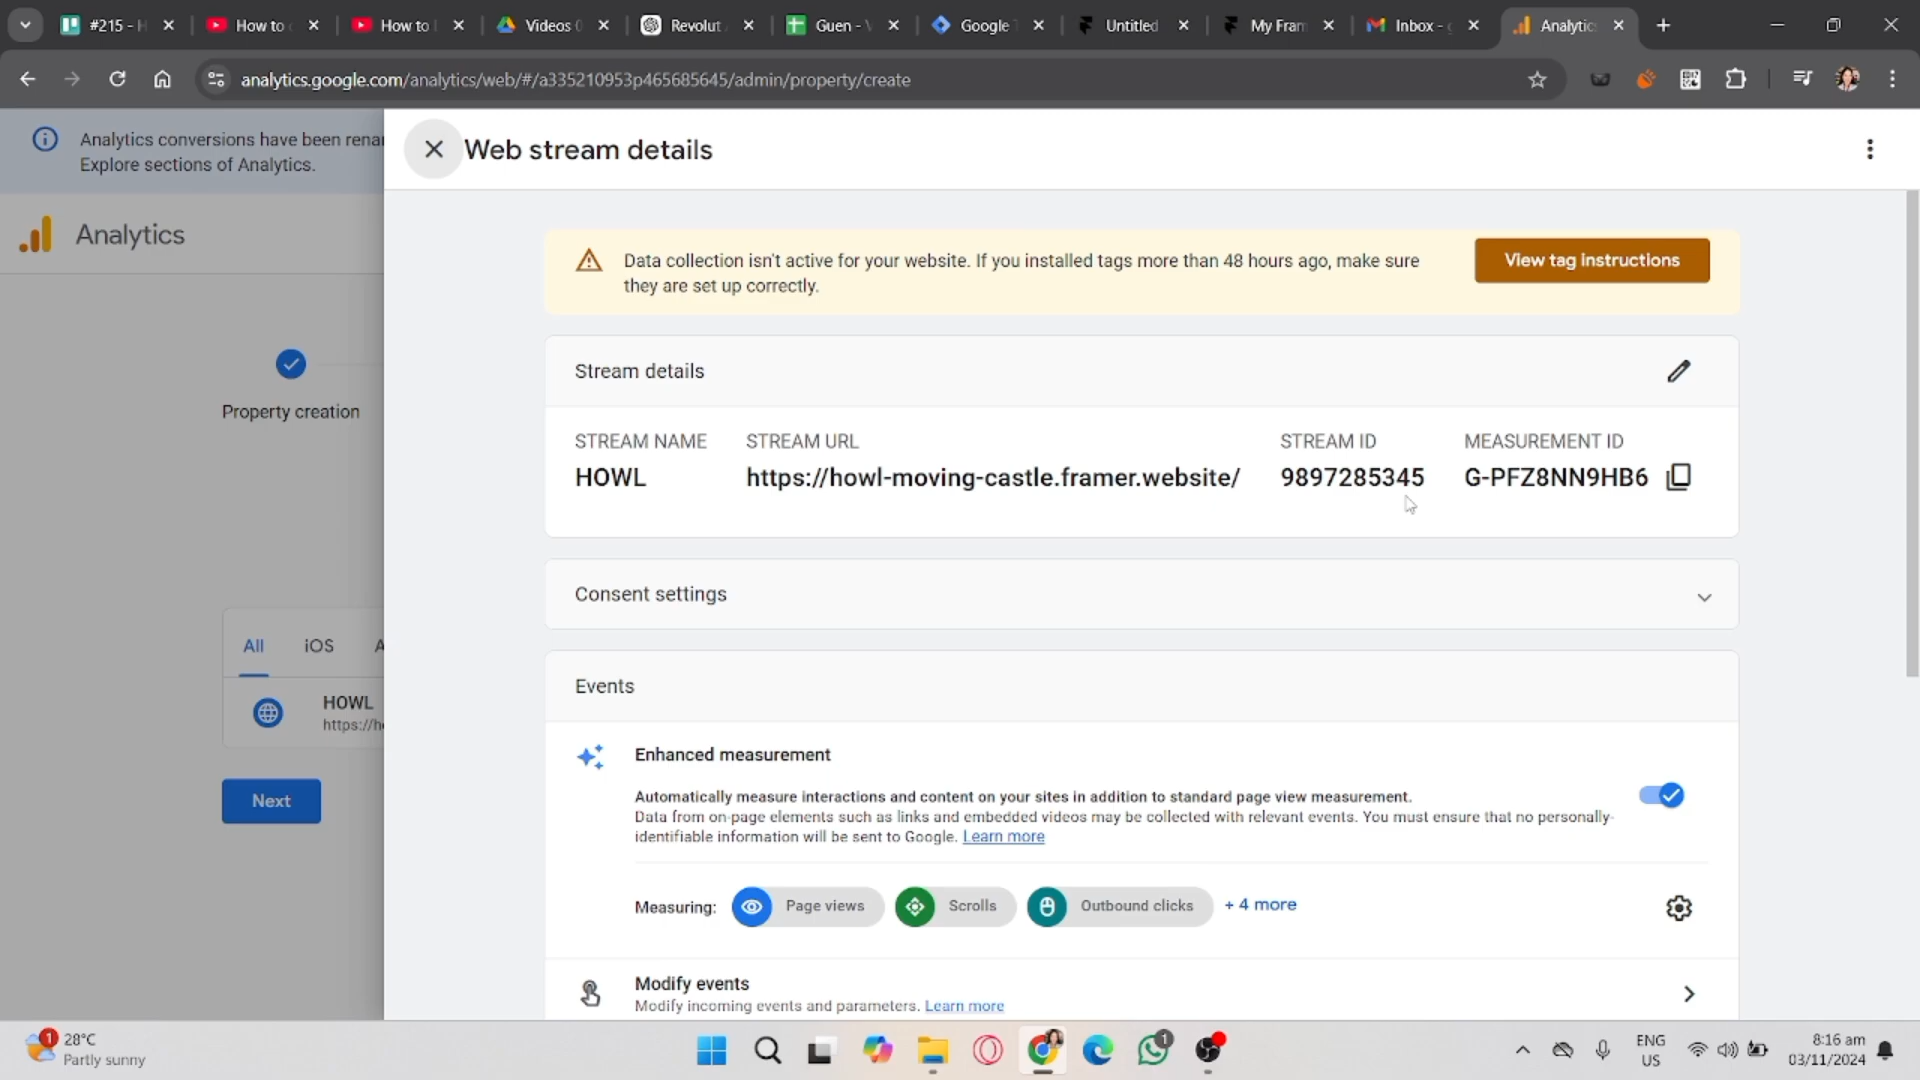 #215 - H
How to c
How to l
Videos 0
Revolut
Guen - V
Google T
Untitled
My Fram
Inbox - g
Analytic
analytics.google.com/analytics/web/#/a335210953p465685645/admin/property/create
Analytics conversions have been rena
Explore sections of Analytics.
Analytics
Property creation
All iOS A
HOWL
https://h
Next
Web stream details
Data collection isn't active for your website. If you installed tags more than 48 hours ago, make sure
they are set up correctly.
View tag instructions
Stream details
STREAM NAME STREAM URL STREAM ID MEASUREMENT ID
HOWL https://howl-moving-castle.framer.website/ 9897285345 G-PFZ8NN9HB6
Consent settings
Events
Enhanced measurement
Automatically measure interactions and content on your sites in addition to standard page view measurement.
Data from on-page elements such as links and embedded videos may be collected with relevant events. You must ensure that no personally-
identifiable information will be sent to Google. Learn more
Measuring: Page views Scrolls Outbound clicks + 4 more
Modify events
Modify incoming events and parameters. Learn more
1
28°C
Partly sunny
1
ENG
US
8:16 am
03/11/2024